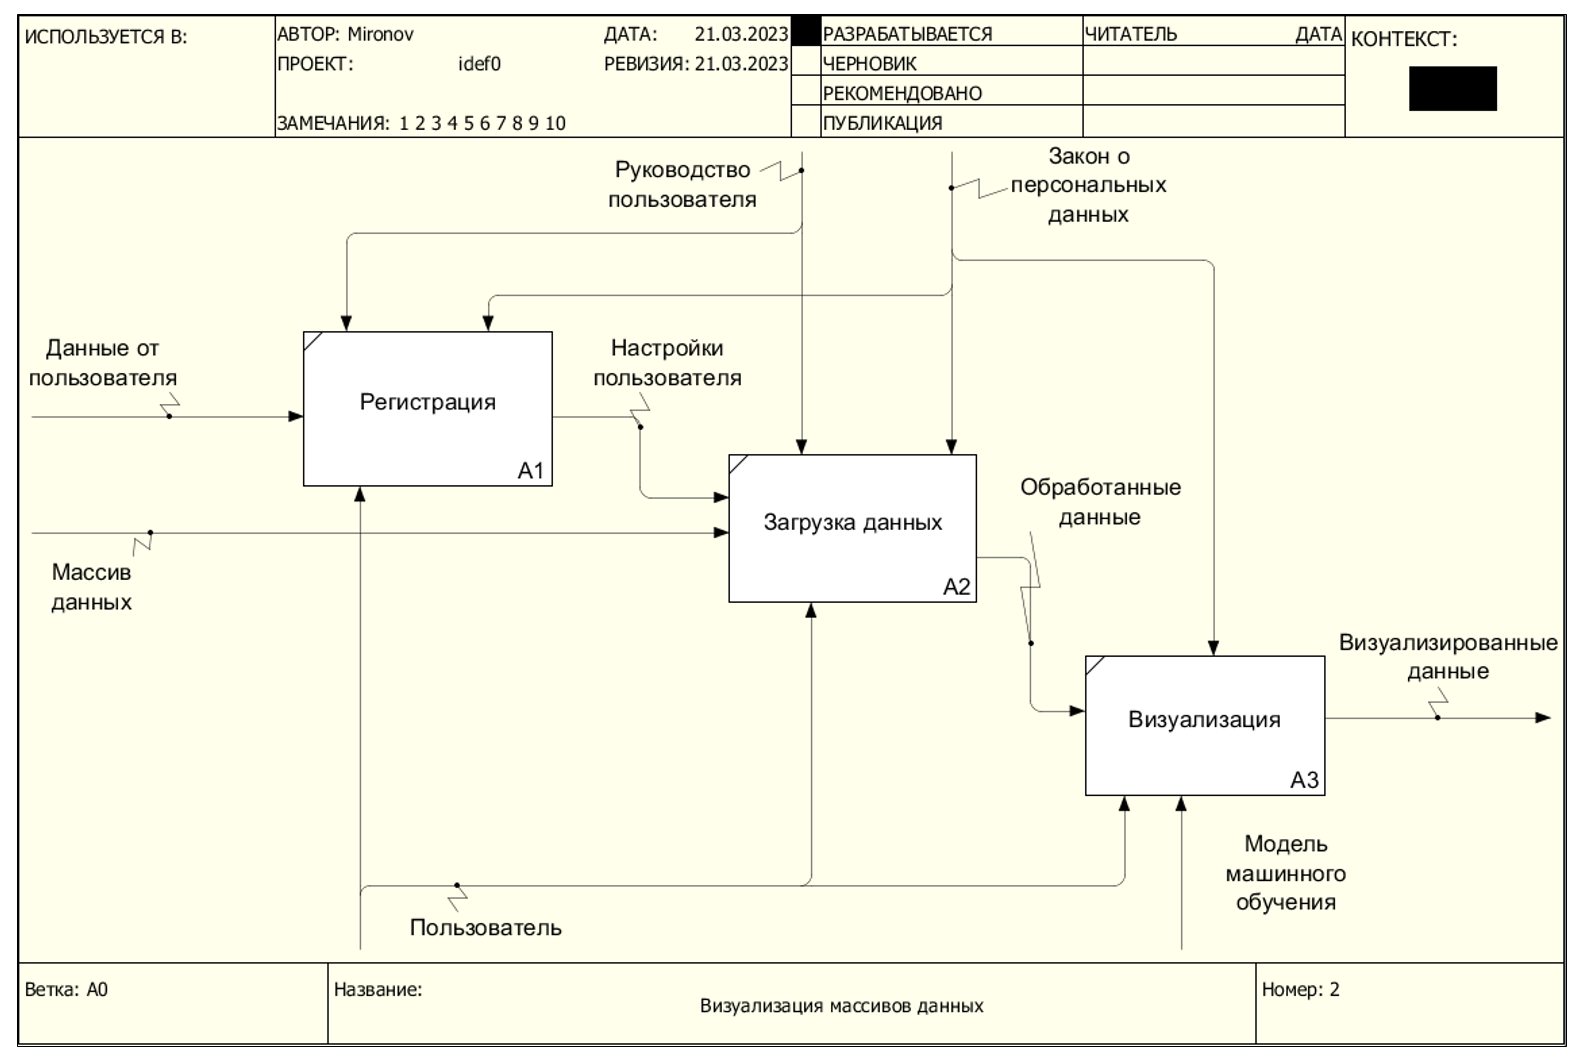 ИСПОЛЬЗУЕТСЯ В:
АВТОР: Mironov
ДАТА: 21.03.2023
ПРОЕКТ: idef0
РЕВИЗИЯ: 21.03.2023
ЗАМЕЧАНИЯ: 1 2 3 4 5 6 7 8 9 10
РАЗРАБАТЫВАЕТСЯ
ЧЕРНОВИК
РЕКОМЕНДОВАНО
ПУБЛИКАЦИЯ
ЧИТАТЕЛЬ ДАТА
КОНТЕКСТ:
Руководство
пользователя
Закон о
персональных
данных
Данные от
пользователя
Регистрация
A1
Настройки
пользователя
Массив
данных
Загрузка данных
A2
Обработанные
данные
Визуализация
A3
Визуализированные
данные
Модель
машинного
обучения
Пользователь
Ветка: A0
Название:
Визуализация массивов данных
Номер: 2